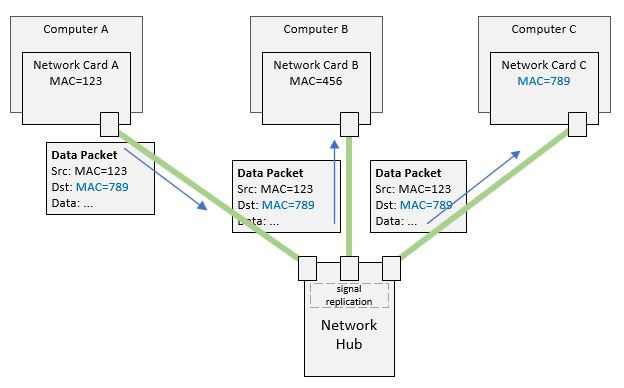 Computer A
Network Card A
MAC=123
Computer B
Network Card B
MAC=456
Computer C
Network Card C
MAC=789
Data Packet
Src: MAC=123
Dst: MAC=789
Data: ...
Data Packet
Src: MAC=123
Dst: MAC=789
Data: ...
Data Packet
Src: MAC=123
Dst: MAC=789
Data: ...
signal
replication
Network
Hub